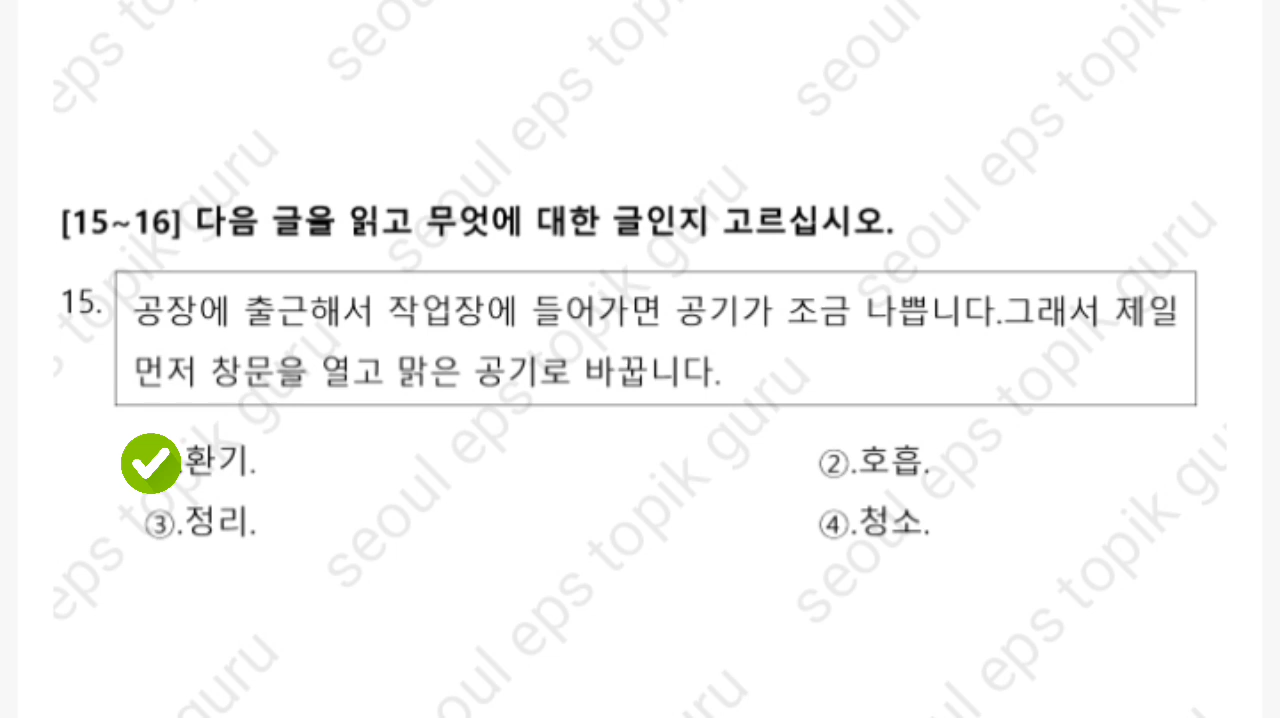 [15~16] 다음 글을 읽고 무엇에 대한 글인지 고르십시오.
15. 공장에 출근해서 작업장에 들어가면 공기가 조금 나쁩니다.그래서 제일
먼저 창문을 열고 맑은 공기로 바꿉니다.
.환기. ②.호흡.
③.정리. ④.청소.
seoul eps topik guru